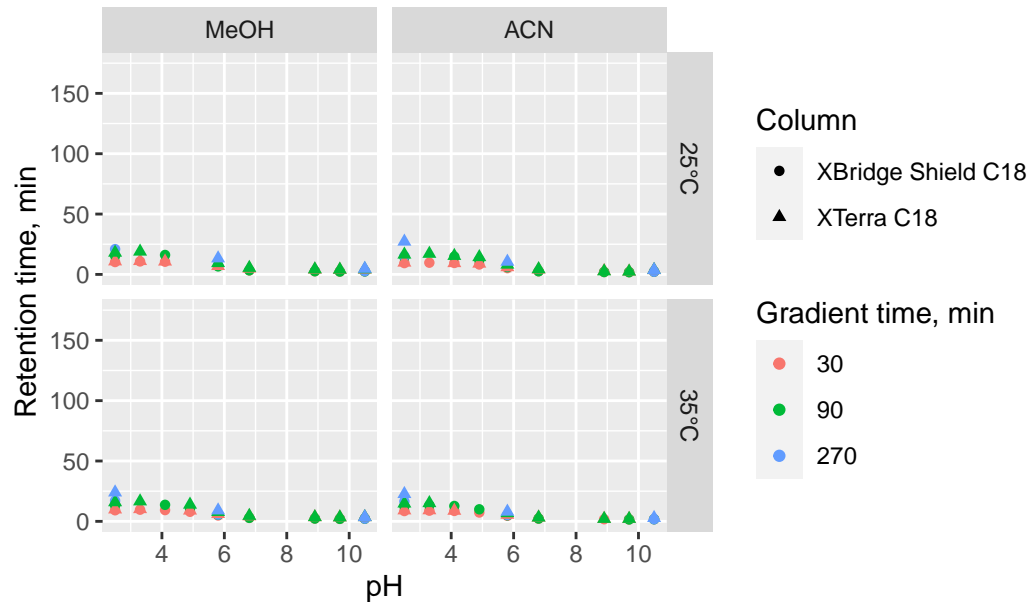 MeOH
ACN
Retention time, min
150
100
50
0
25°C
150
100
50
0
35°C
4
6
8
10
4
6
8
10
pH
Column
XBridge Shield C18
XTerra C18
Gradient time, min
30
90
270